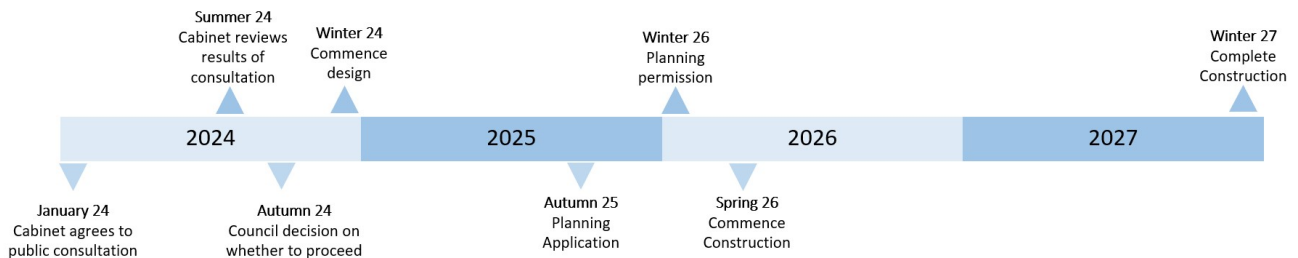 Summer 24
Cabinet reviews
results of
consultation
Winter 24
Commence
design
Winter 26
Planning
permission
Winter 27
Complete
Construction
2024
2025
2026
2027
January 24
Cabinet agrees to
public consultation
Autumn 24
Council decision on
whether to proceed
Autumn 25
Planning
Application
Spring 26
Commence
Construction